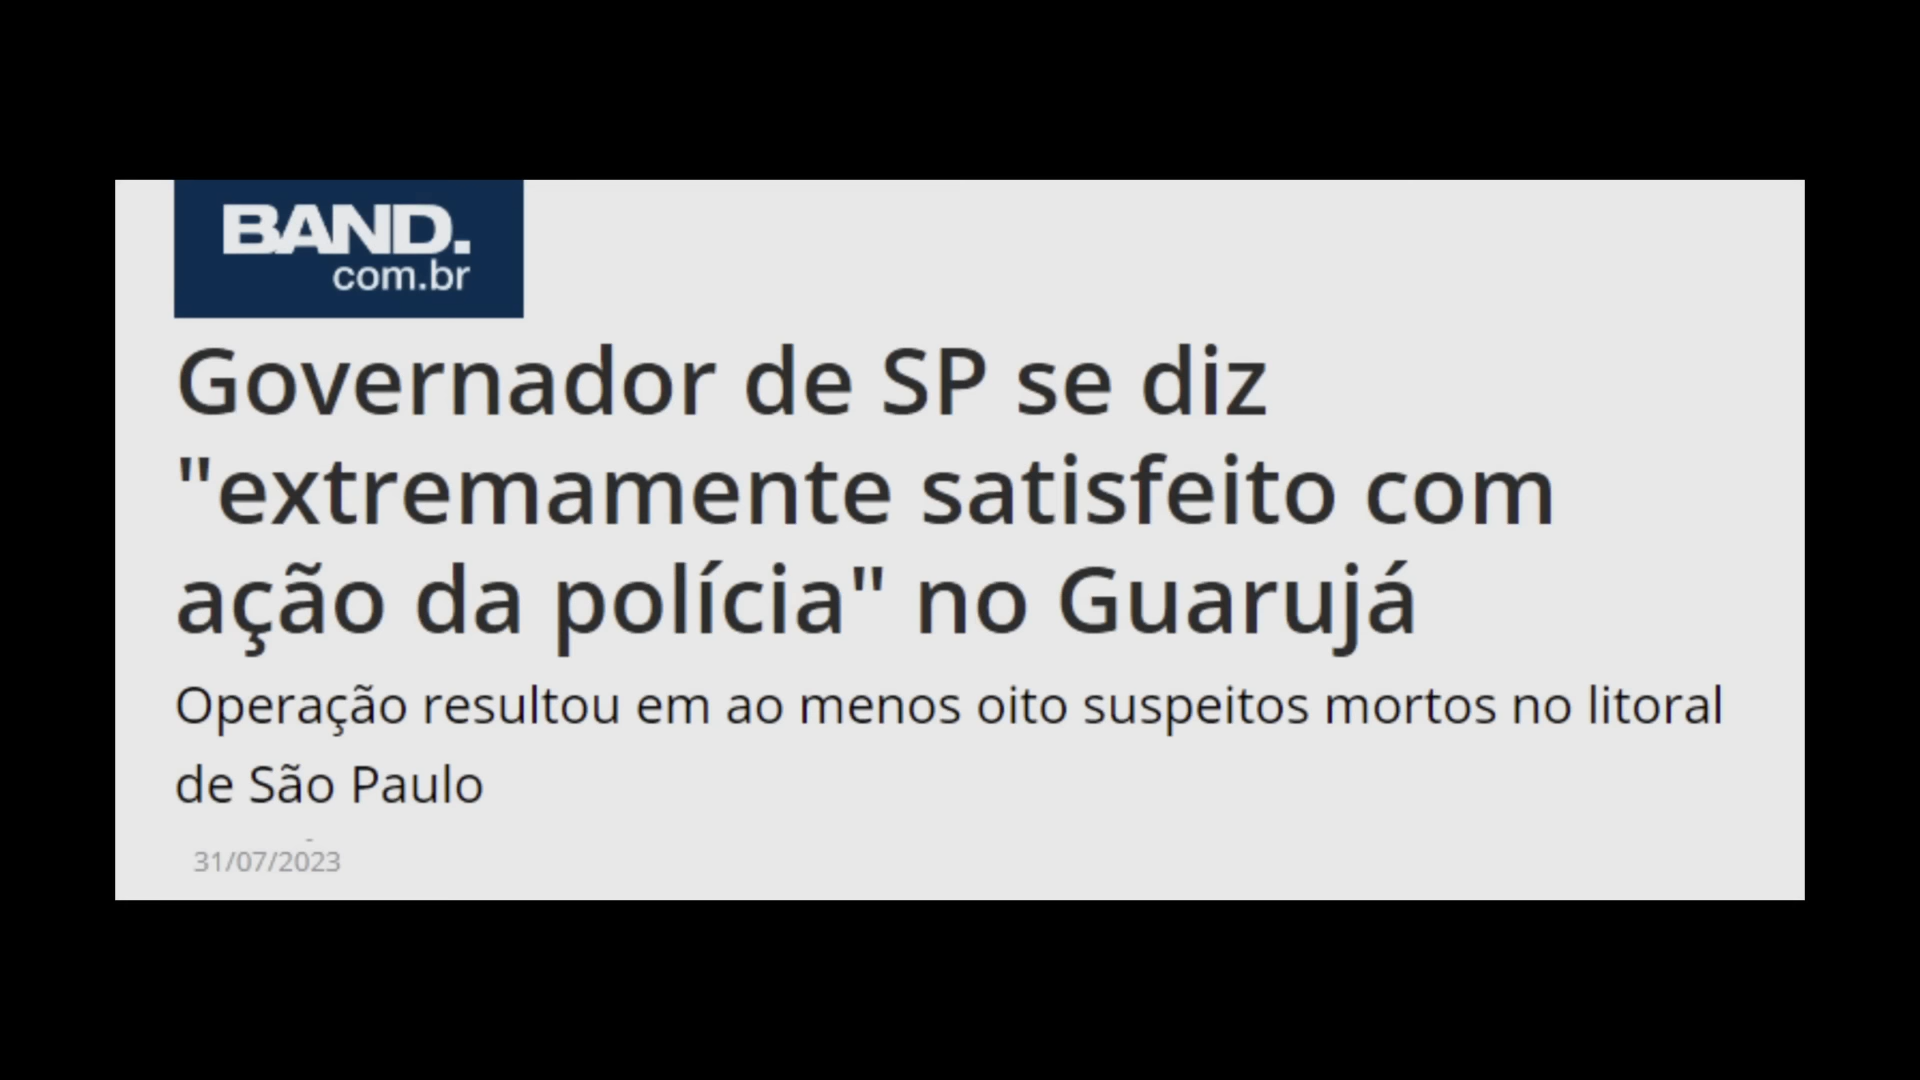 BAND.
com.br
Governador de SP se diz
"extremamente satisfeito com
ação da polícia" no Guarujá
Operação resultou em ao menos oito suspeitos mortos no litoral
de São Paulo
31/07/2023